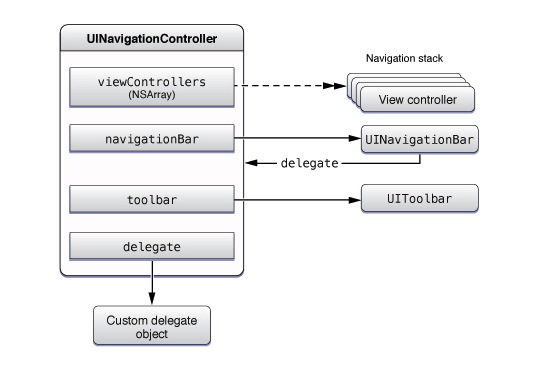 UINavigationController
Navigation stack
viewControllers
(NSArray)
View controller
navigationBar
UINavigationBar
delegate
toolbar
UIToolbar
delegate
Custom delegate
object